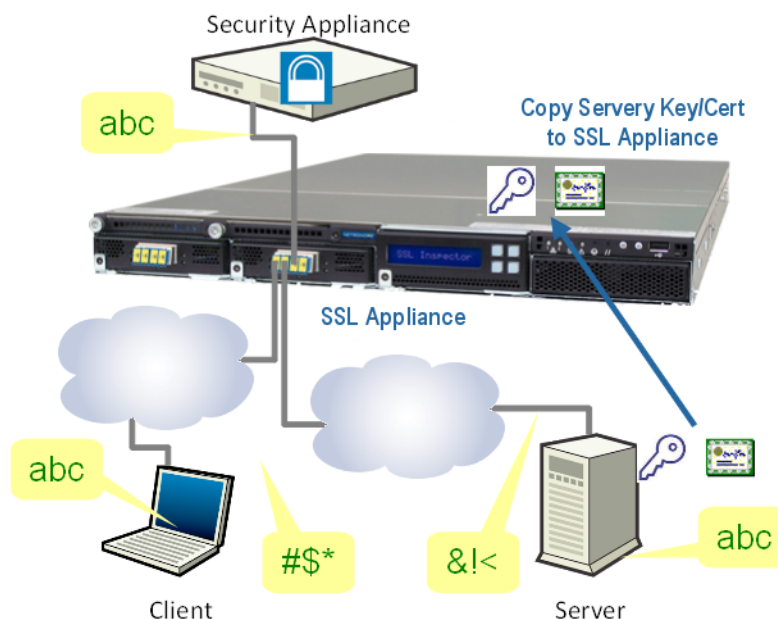 Security Appliance
abc
Copy Servery Key/Cert
to SSL Appliance
SSL Inspector
SSL Appliance
abc
#$*
&!<
abc
Client
Server